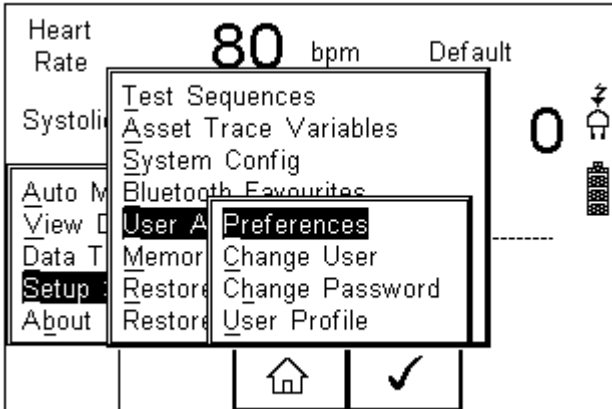 Heart
Rate
80 bpm Default
Systoli
0
Test Sequences
Asset Trace Variables
System Config
Bluetooth Favourites
User A
Memor
Restore
Restore
Auto M
View D
Data T
Setup
About
Preferences
Change User
Change Password
User Profile